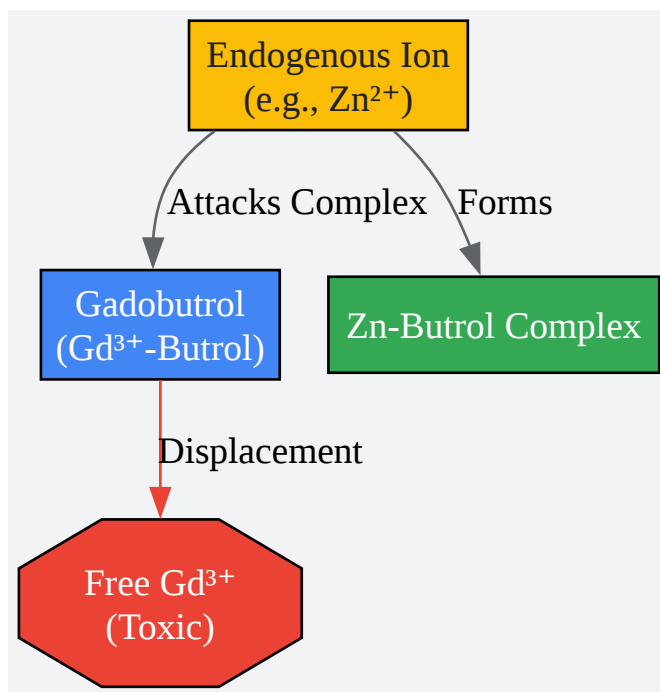 Endogenous Ion
(e.g., Zn²⁺)
Attacks Complex
Forms
Gadobutrol
(Gd³⁺-Butrol)
Zn-Butrol Complex
Displacement
Free Gd³⁺
(Toxic)